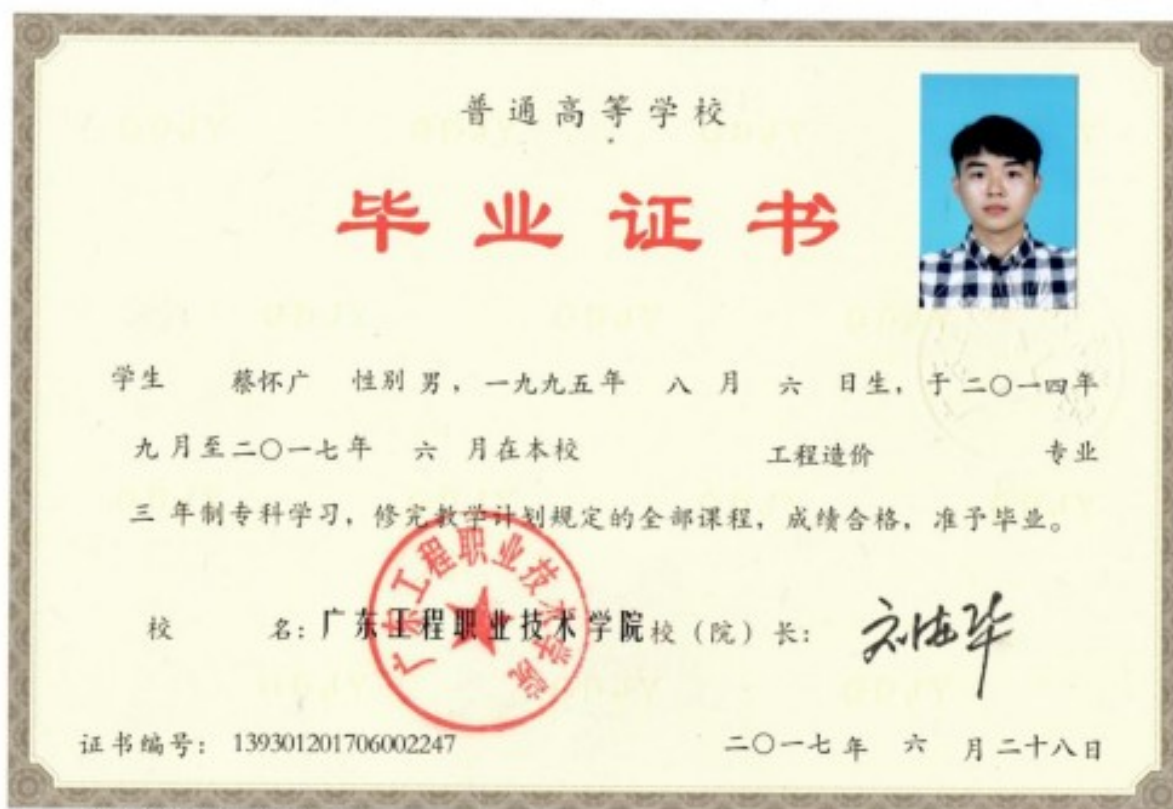 普通高等学校
毕业证书
学生 蔡怀广 性别 男，一九九五年 八 月 六 日生，于二〇一四年
九月至二〇一七年 六 月在本校 工程造价 专业
三 年制专科学习，修完教学计划规定的全部课程，成绩合格，准予毕业。
广东工程职业技术学院
校 名：广东工程职业技术学院 校（院）长：
证书编号：139301201706002247 二〇一七年 六 月二十八日